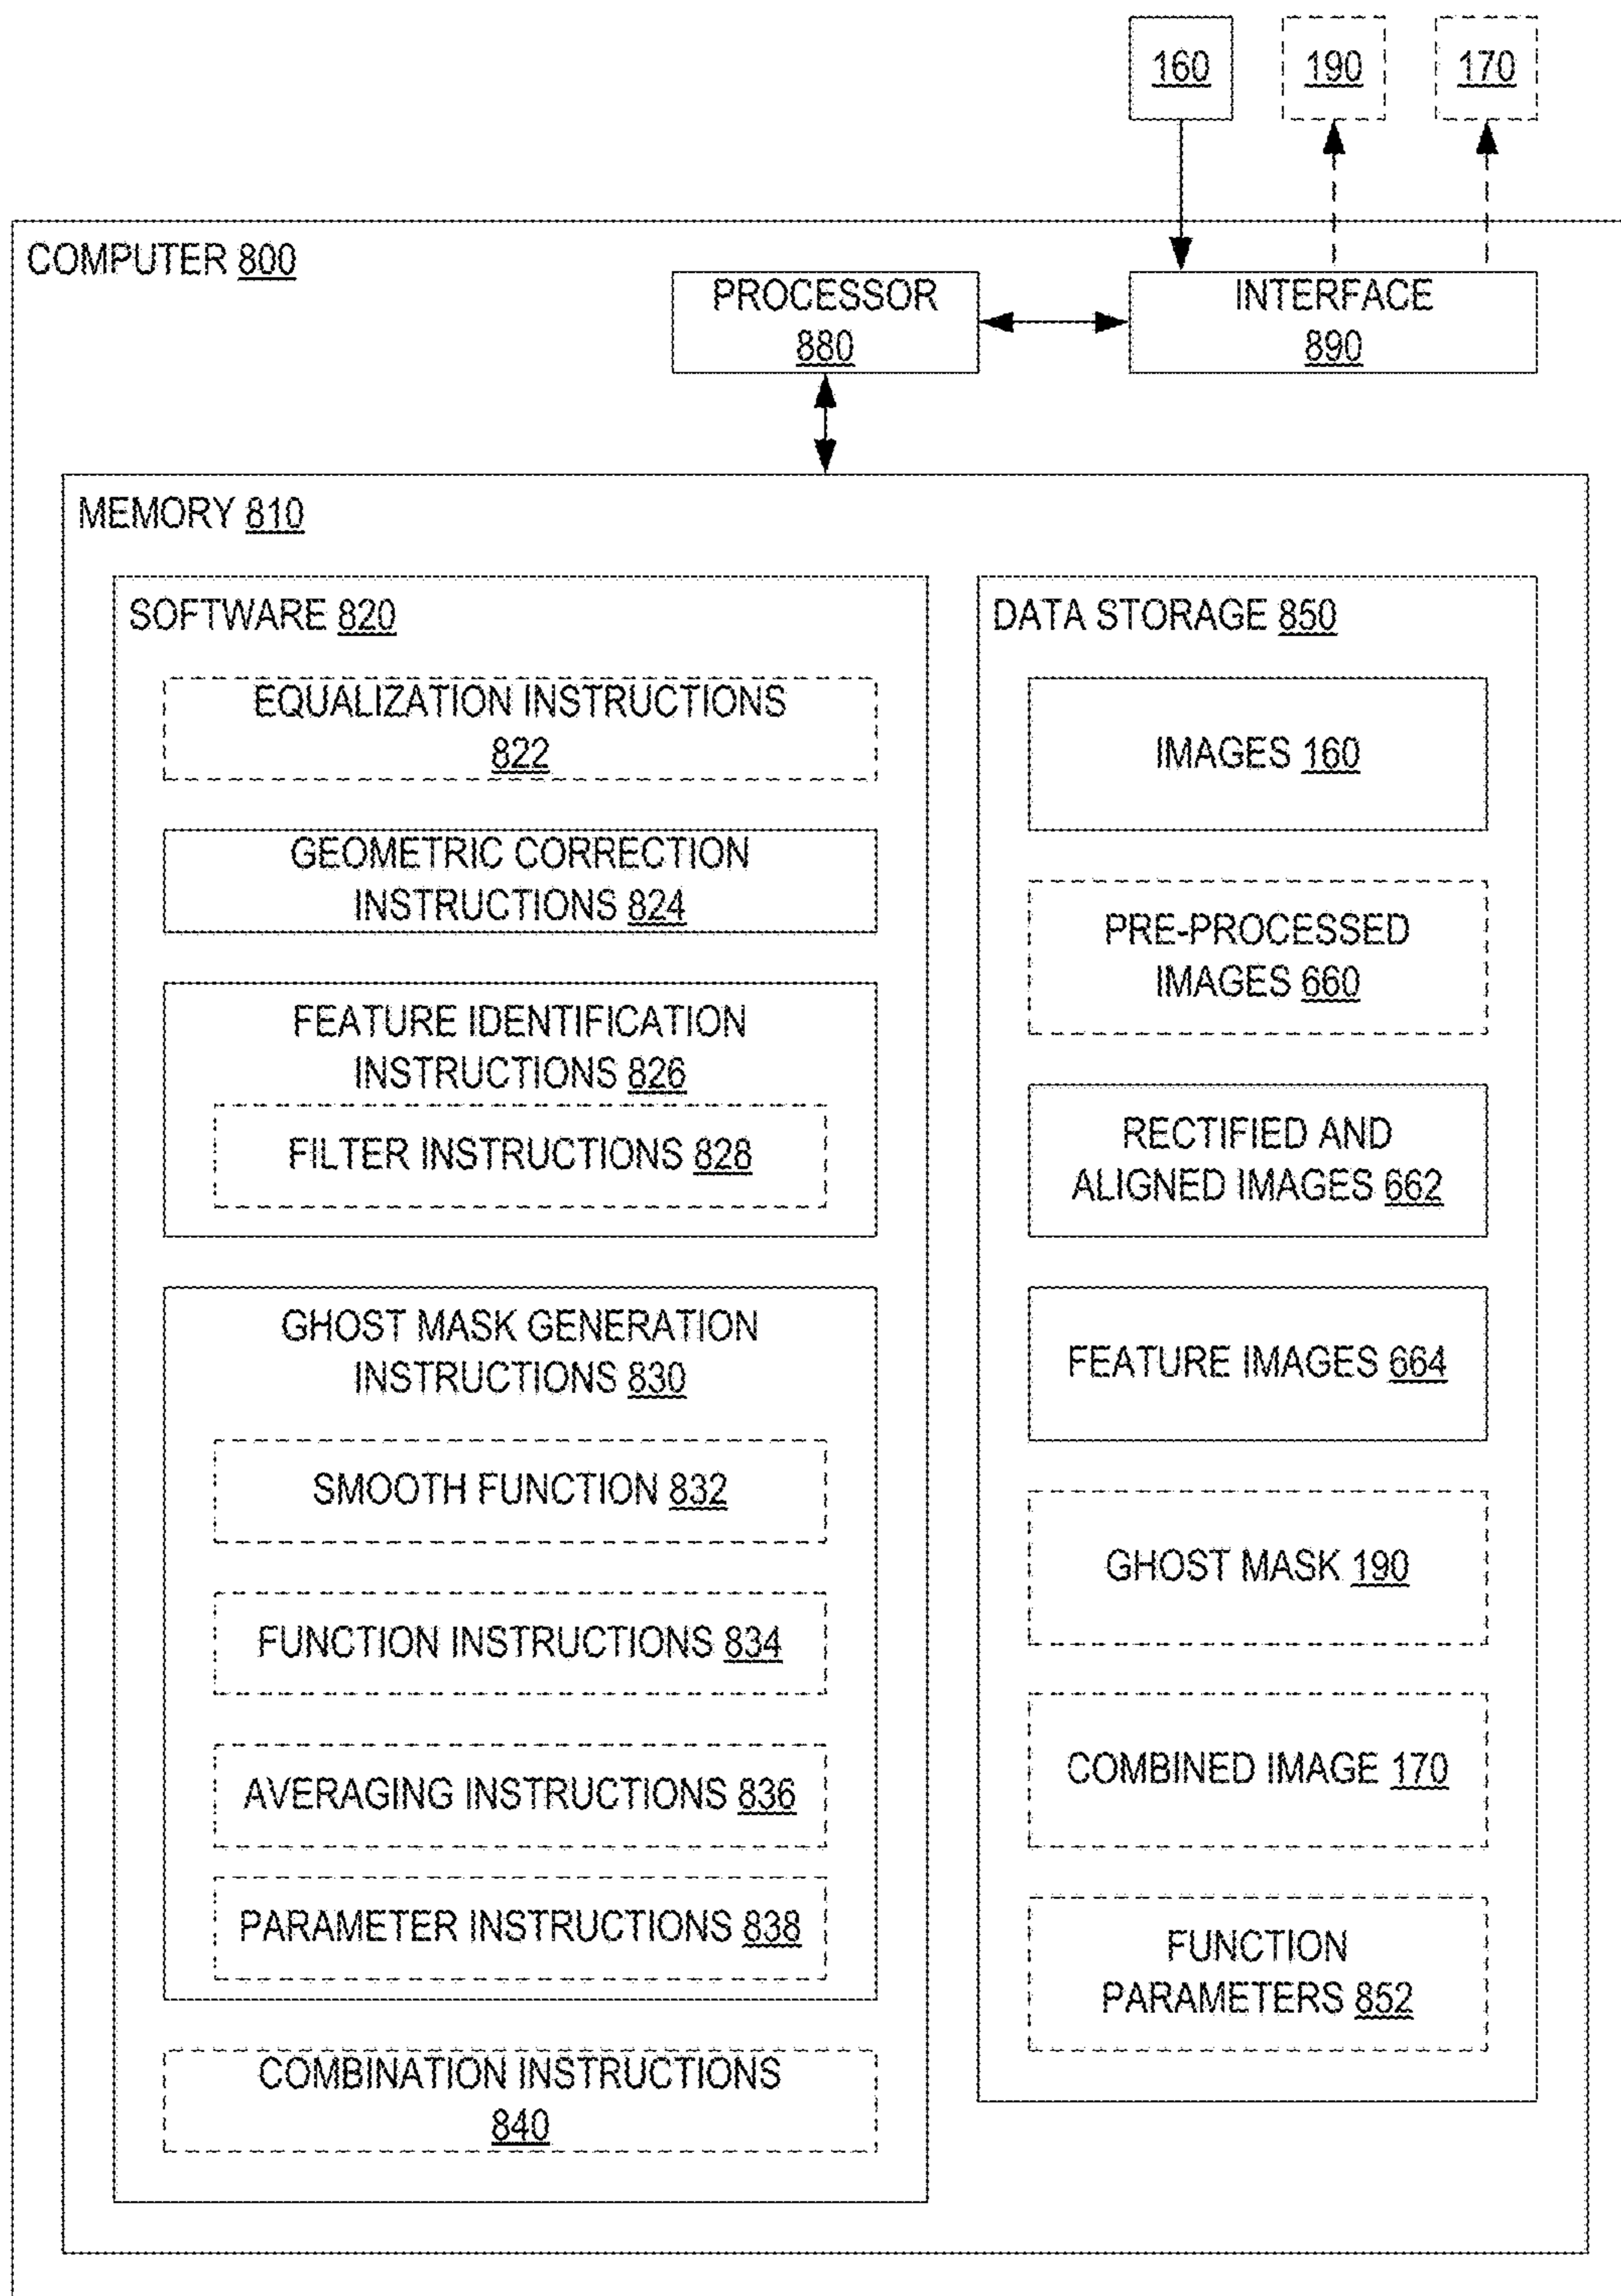 160
190
170
COMPUTER 800
PROCESSOR
880
INTERFACE
890
MEMORY 810
SOFTWARE 820
EQUALIZATION INSTRUCTIONS
822
GEOMETRIC CORRECTION
INSTRUCTIONS 824
FEATURE IDENTIFICATION
INSTRUCTIONS 826
FILTER INSTRUCTIONS 828
GHOST MASK GENERATION
INSTRUCTIONS 830
SMOOTH FUNCTION 832
FUNCTION INSTRUCTIONS 834
AVERAGING INSTRUCTIONS 836
PARAMETER INSTRUCTIONS 838
COMBINATION INSTRUCTIONS
840
DATA STORAGE 850
IMAGES 160
PRE-PROCESSED
IMAGES 660
RECTIFIED AND
ALIGNED IMAGES 662
FEATURE IMAGES 664
GHOST MASK 190
COMBINED IMAGE 170
FUNCTION
PARAMETERS 852